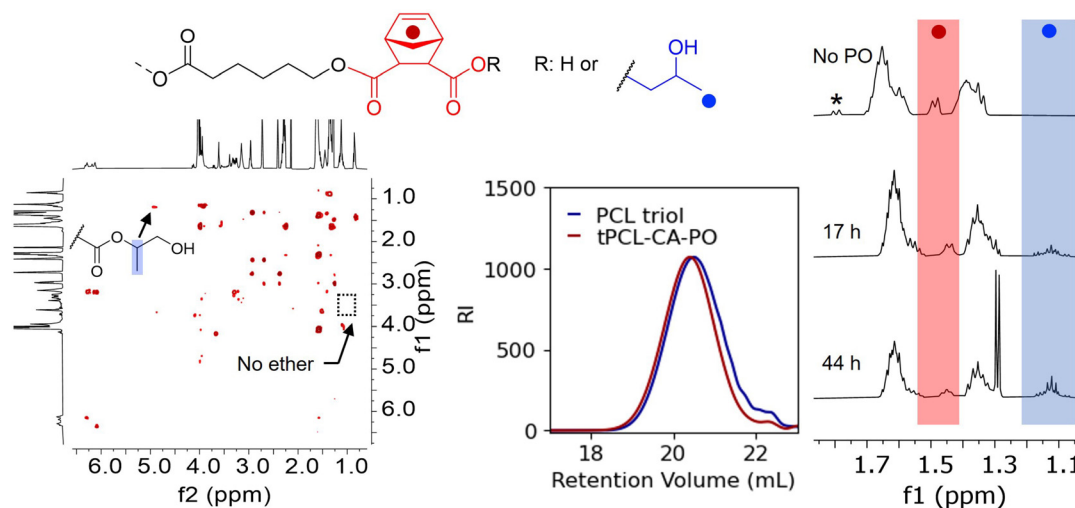 O
O
O
O
OR
O
R: H or
OH
No PO
*
17 h
44 h
1.7 1.5 1.3 1.1
f1 (ppm)
O
O
OH
No ether
1.0
2.0
3.0
4.0
5.0
6.0
f1 (ppm)
6.0 5.0 4.0 3.0 2.0 1.0
f2 (ppm)
1500
1000
500
0
RI
PCL triol
tPCL-CA-PO
18 20 22
Retention Volume (mL)